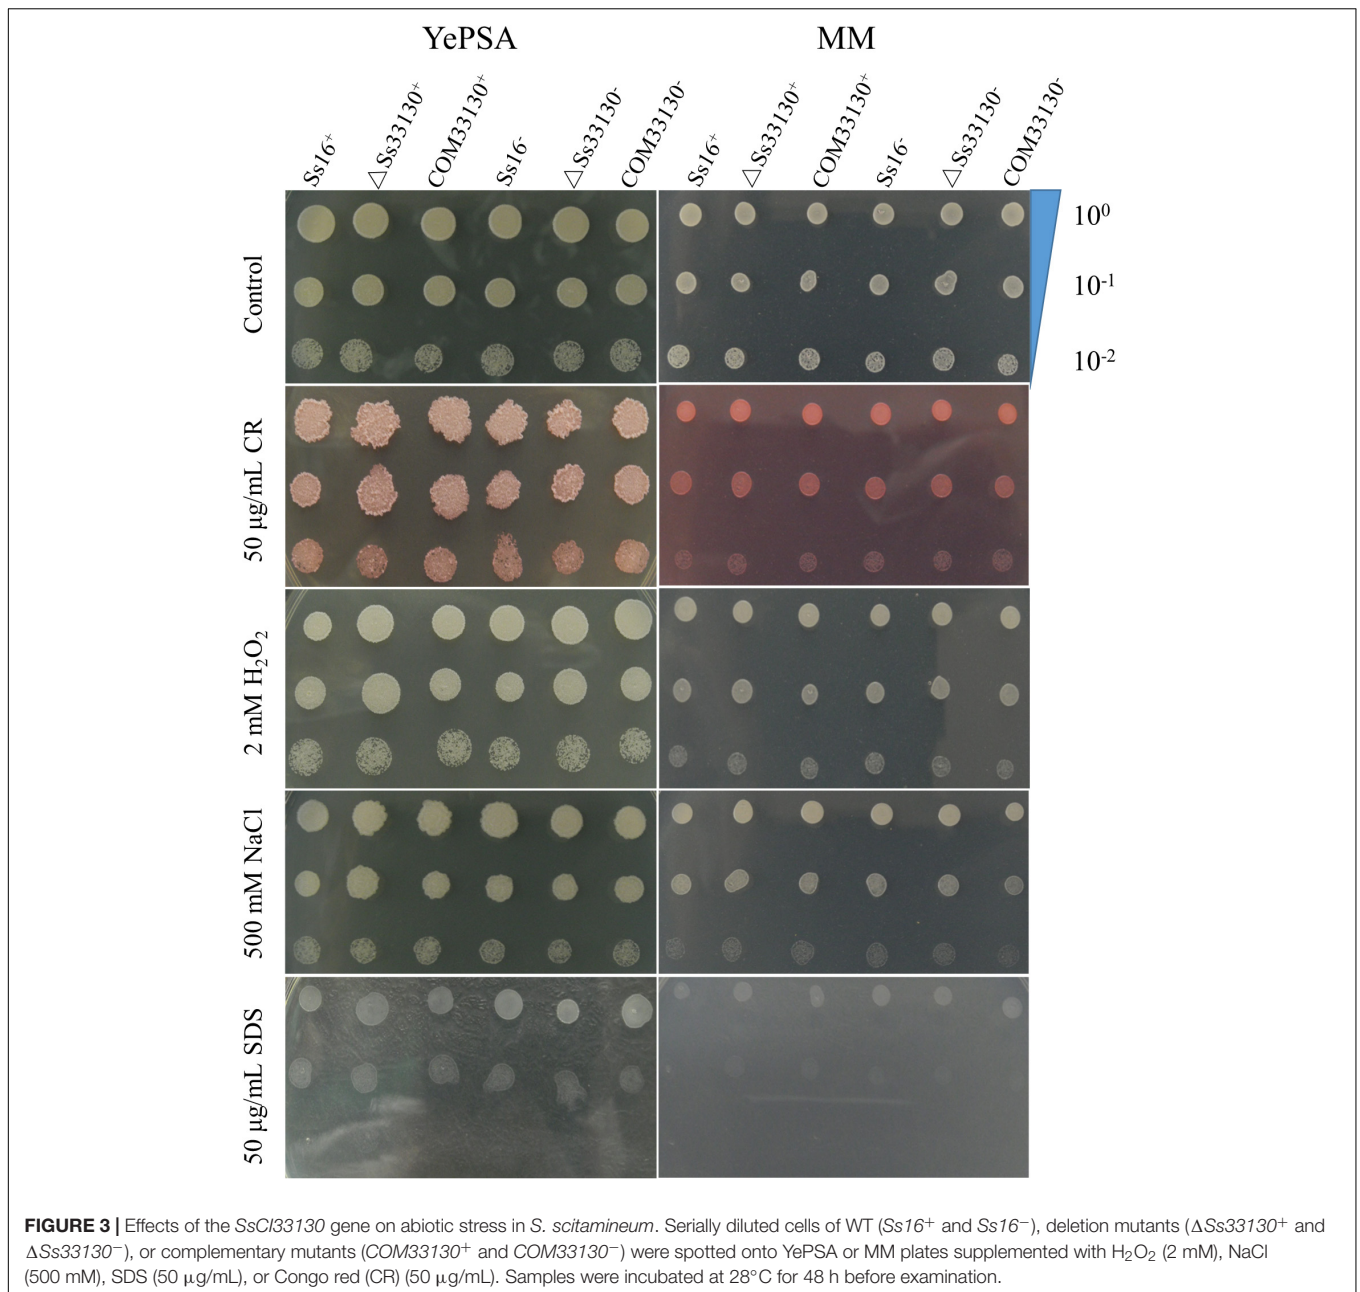 YePSA MM
Ss16⁺ △Ss33130⁺ COM33130⁺ Ss16⁻ △Ss33130⁻ COM33130⁻ Ss16⁺ △Ss33130⁺ COM33130⁺ Ss16⁻ △Ss33130⁻ COM33130⁻
Control
10⁰
10⁻¹
10⁻²
50 μg/mL CR
2 mM H₂O₂
500 mM NaCl
50 μg/mL SDS
FIGURE 3 | Effects of the SsCI33130 gene on abiotic stress in S. scitamineum. Serially diluted cells of WT (Ss16⁺ and Ss16⁻), deletion mutants (ΔSs33130⁺ and
ΔSs33130⁻), or complementary mutants (COM33130⁺ and COM33130⁻) were spotted onto YePSA or MM plates supplemented with H₂O₂ (2 mM), NaCl
(500 mM), SDS (50 μg/mL), or Congo red (CR) (50 μg/mL). Samples were incubated at 28°C for 48 h before examination.